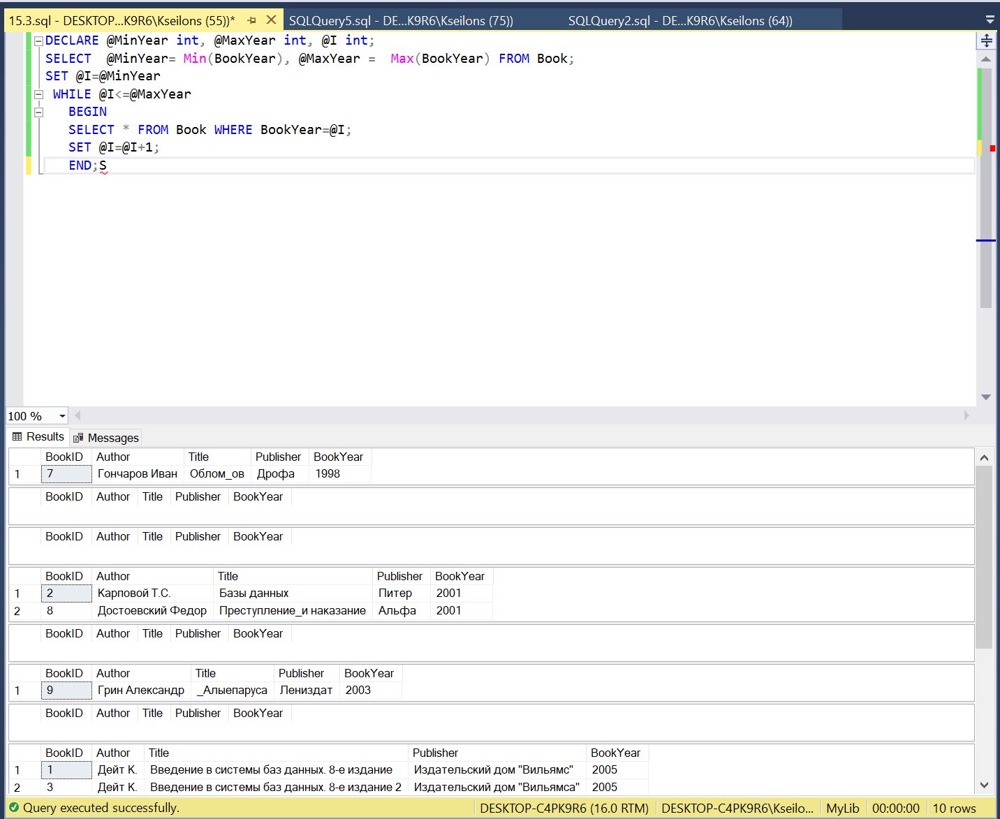 15.3.sql - DESKTOP...K9R6\Kseilons (55))* SQLQuery5.sql - DE...K9R6\Kseilons (75)) SQLQuery2.sql - DE...K9R6\Kseilons (64))
DECLARE @MinYear int, @MaxYear int, @I int;
SELECT  @MinYear= Min(BookYear), @MaxYear =  Max(BookYear) FROM Book;
SET @I=@MinYear
WHILE @I<=@MaxYear
BEGIN
SELECT * FROM Book WHERE BookYear=@I;
SET @I=@I+1;
END;S
100 %
Results Messages
BookID Author Title Publisher BookYear
1 7 Гончаров Иван Облом_ов Дрофа 1998
BookID Author Title Publisher BookYear
BookID Author Title Publisher BookYear
BookID Author Title Publisher BookYear
1 2 Карповой Т.С. Базы данных Питер 2001
2 8 Достоевский Федор Преступление_и наказание Альфа 2001
BookID Author Title Publisher BookYear
BookID Author Title Publisher BookYear
1 9 Грин Александр _Алыепаруса Лениздат 2003
BookID Author Title Publisher BookYear
BookID Author Title Publisher BookYear
1 1 Дейт К. Введение в системы баз данных. 8-е издание Издательский дом "Вильямс" 2005
2 3 Дейт К. Введение в системы баз данных. 8-е издание 2 Издательский дом "Вильямса" 2005
Query executed successfully. DESKTOP-C4PK9R6 (16.0 RTM) DESKTOP-C4PK9R6\Kseilo... MyLib 00:00:00 10 rows